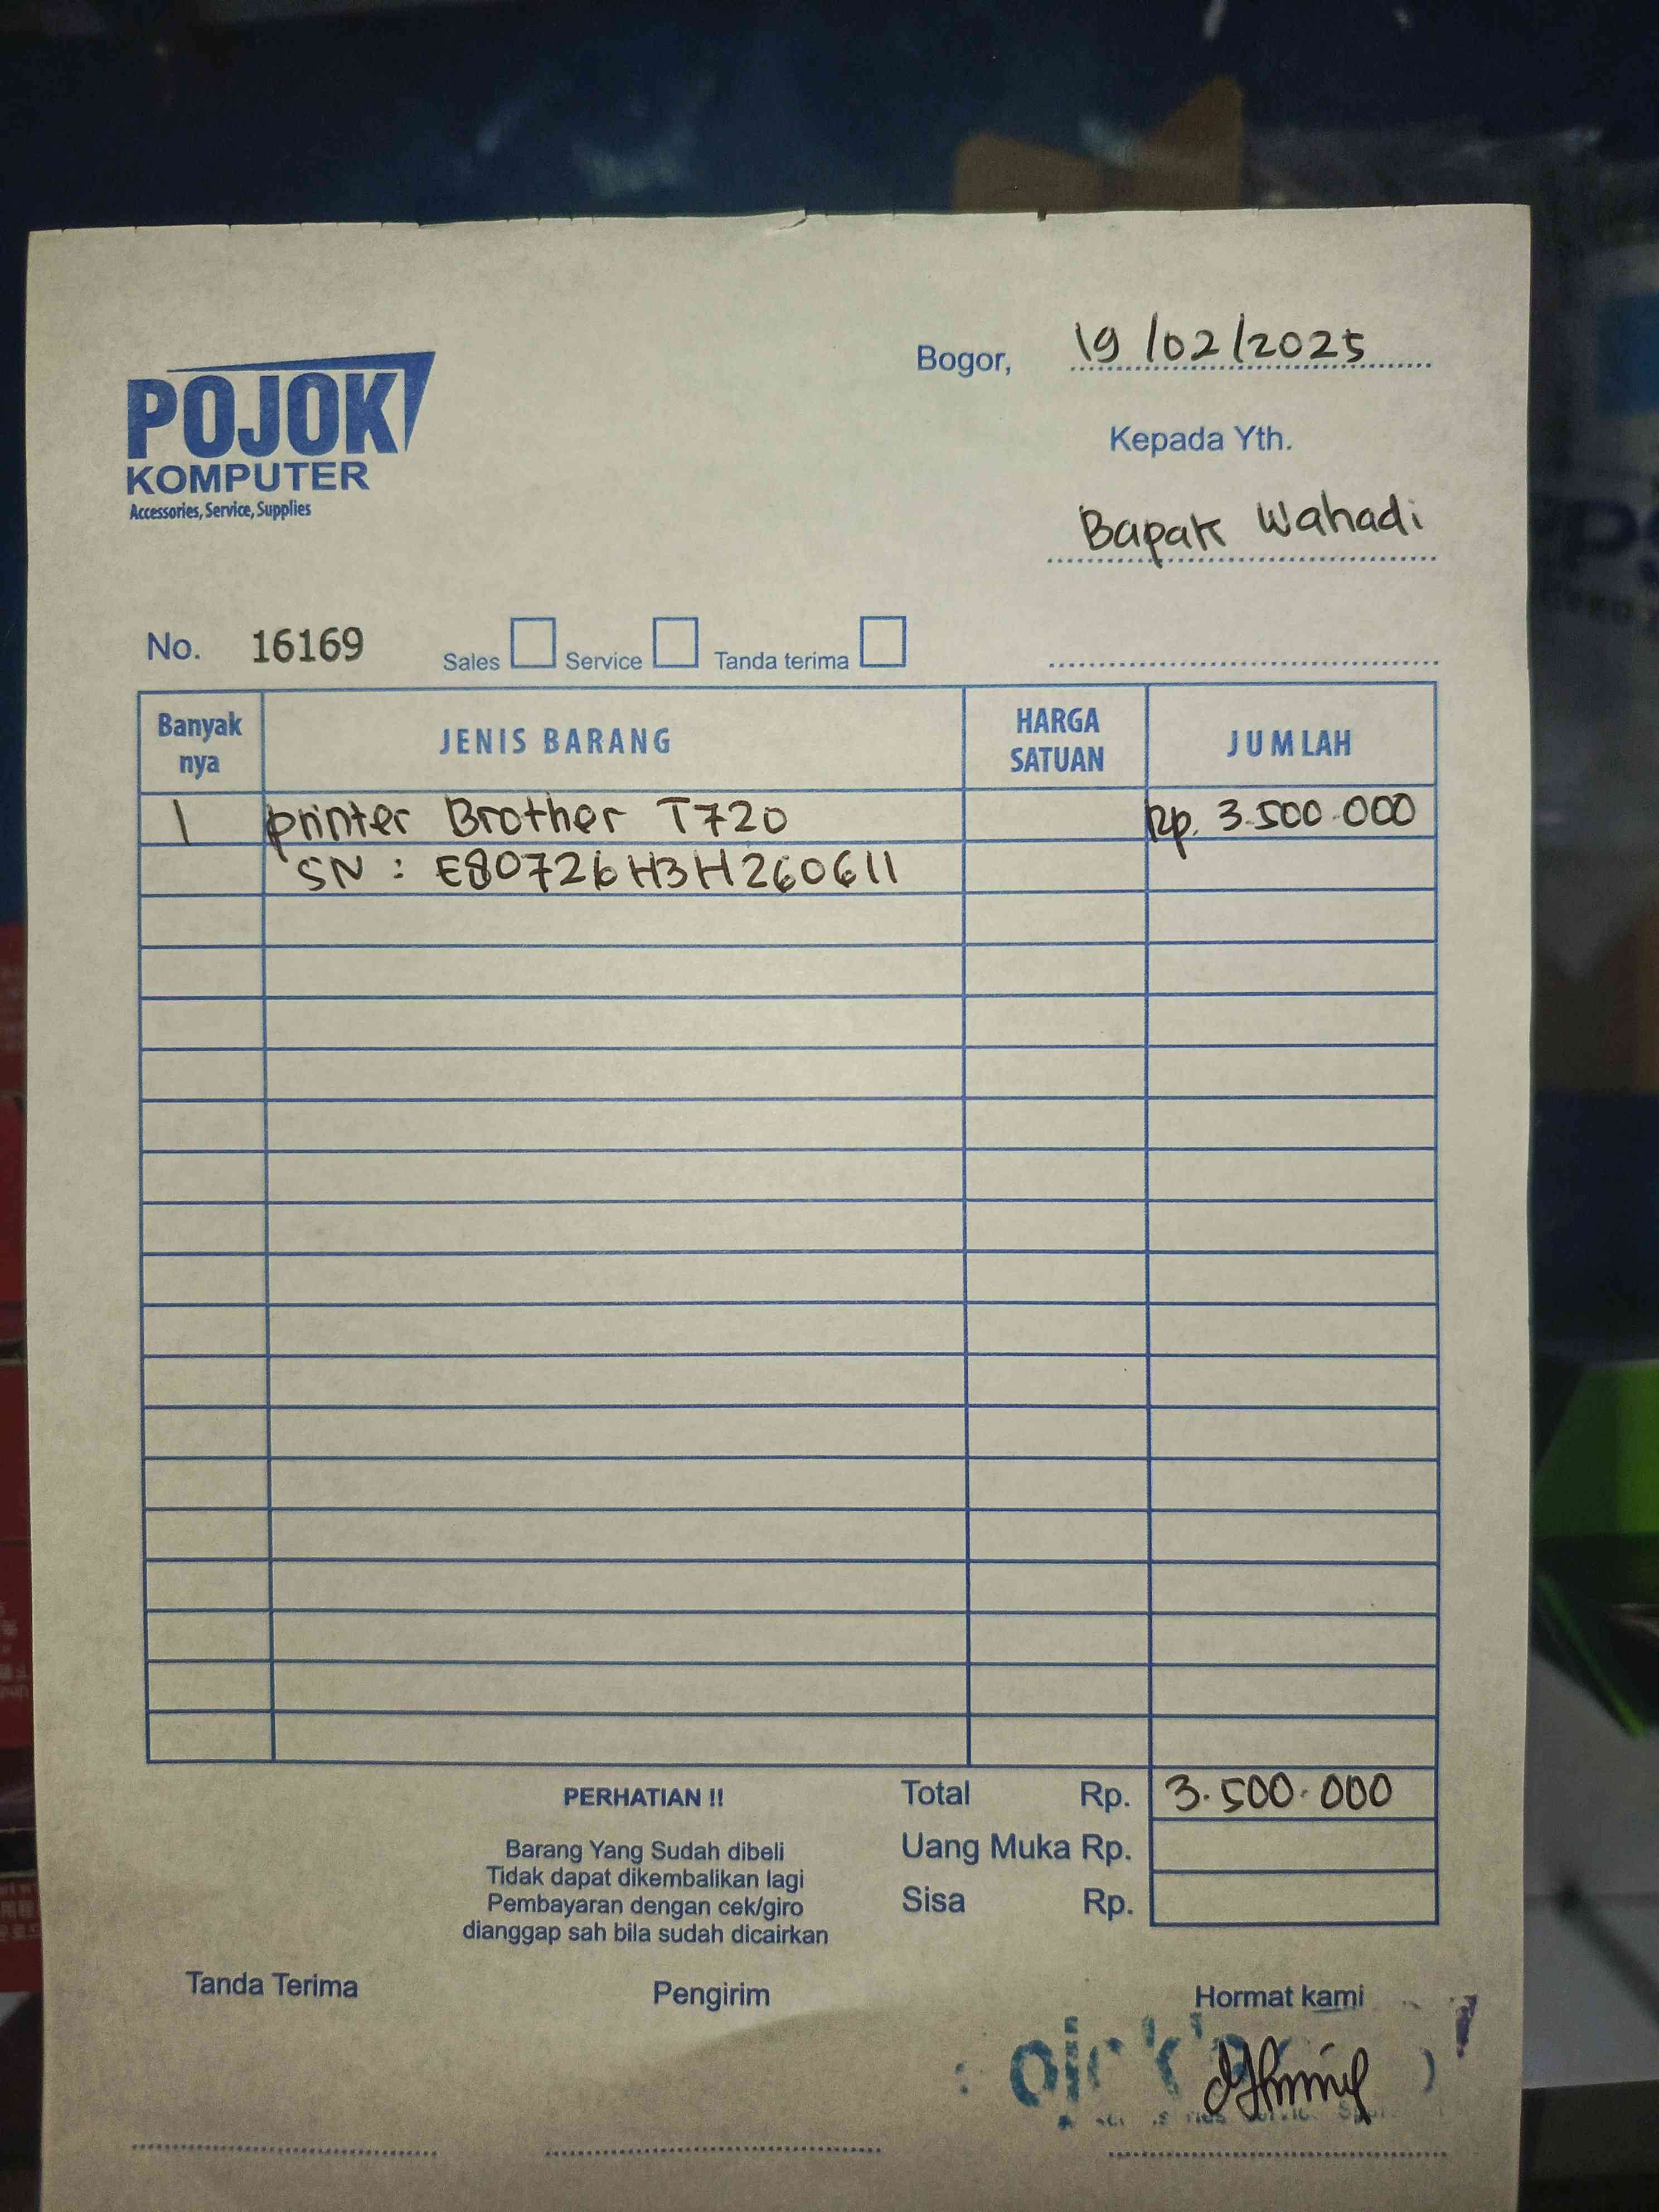 Bogor, 19/02/2025
POJOK
KOMPUTER
Accessories, Service, Supplies
Kepada Yth.
Bapak Wahadi
No. 16169 Sales Service Tanda terima
Banyak nya JENIS BARANG HARGA SATUAN JUMLAH
1 printer Brother T720 Rp. 3.500.000
SN : E80726H3H260611
PERHATIAN !!
Barang Yang Sudah dibeli
Tidak dapat dikembalikan lagi
Pembayaran dengan cek/giro
dianggap sah bila sudah dicairkan
Total Rp. 3.500.000
Uang Muka Rp.
Sisa Rp.
Tanda Terima Pengirim Hormat kami